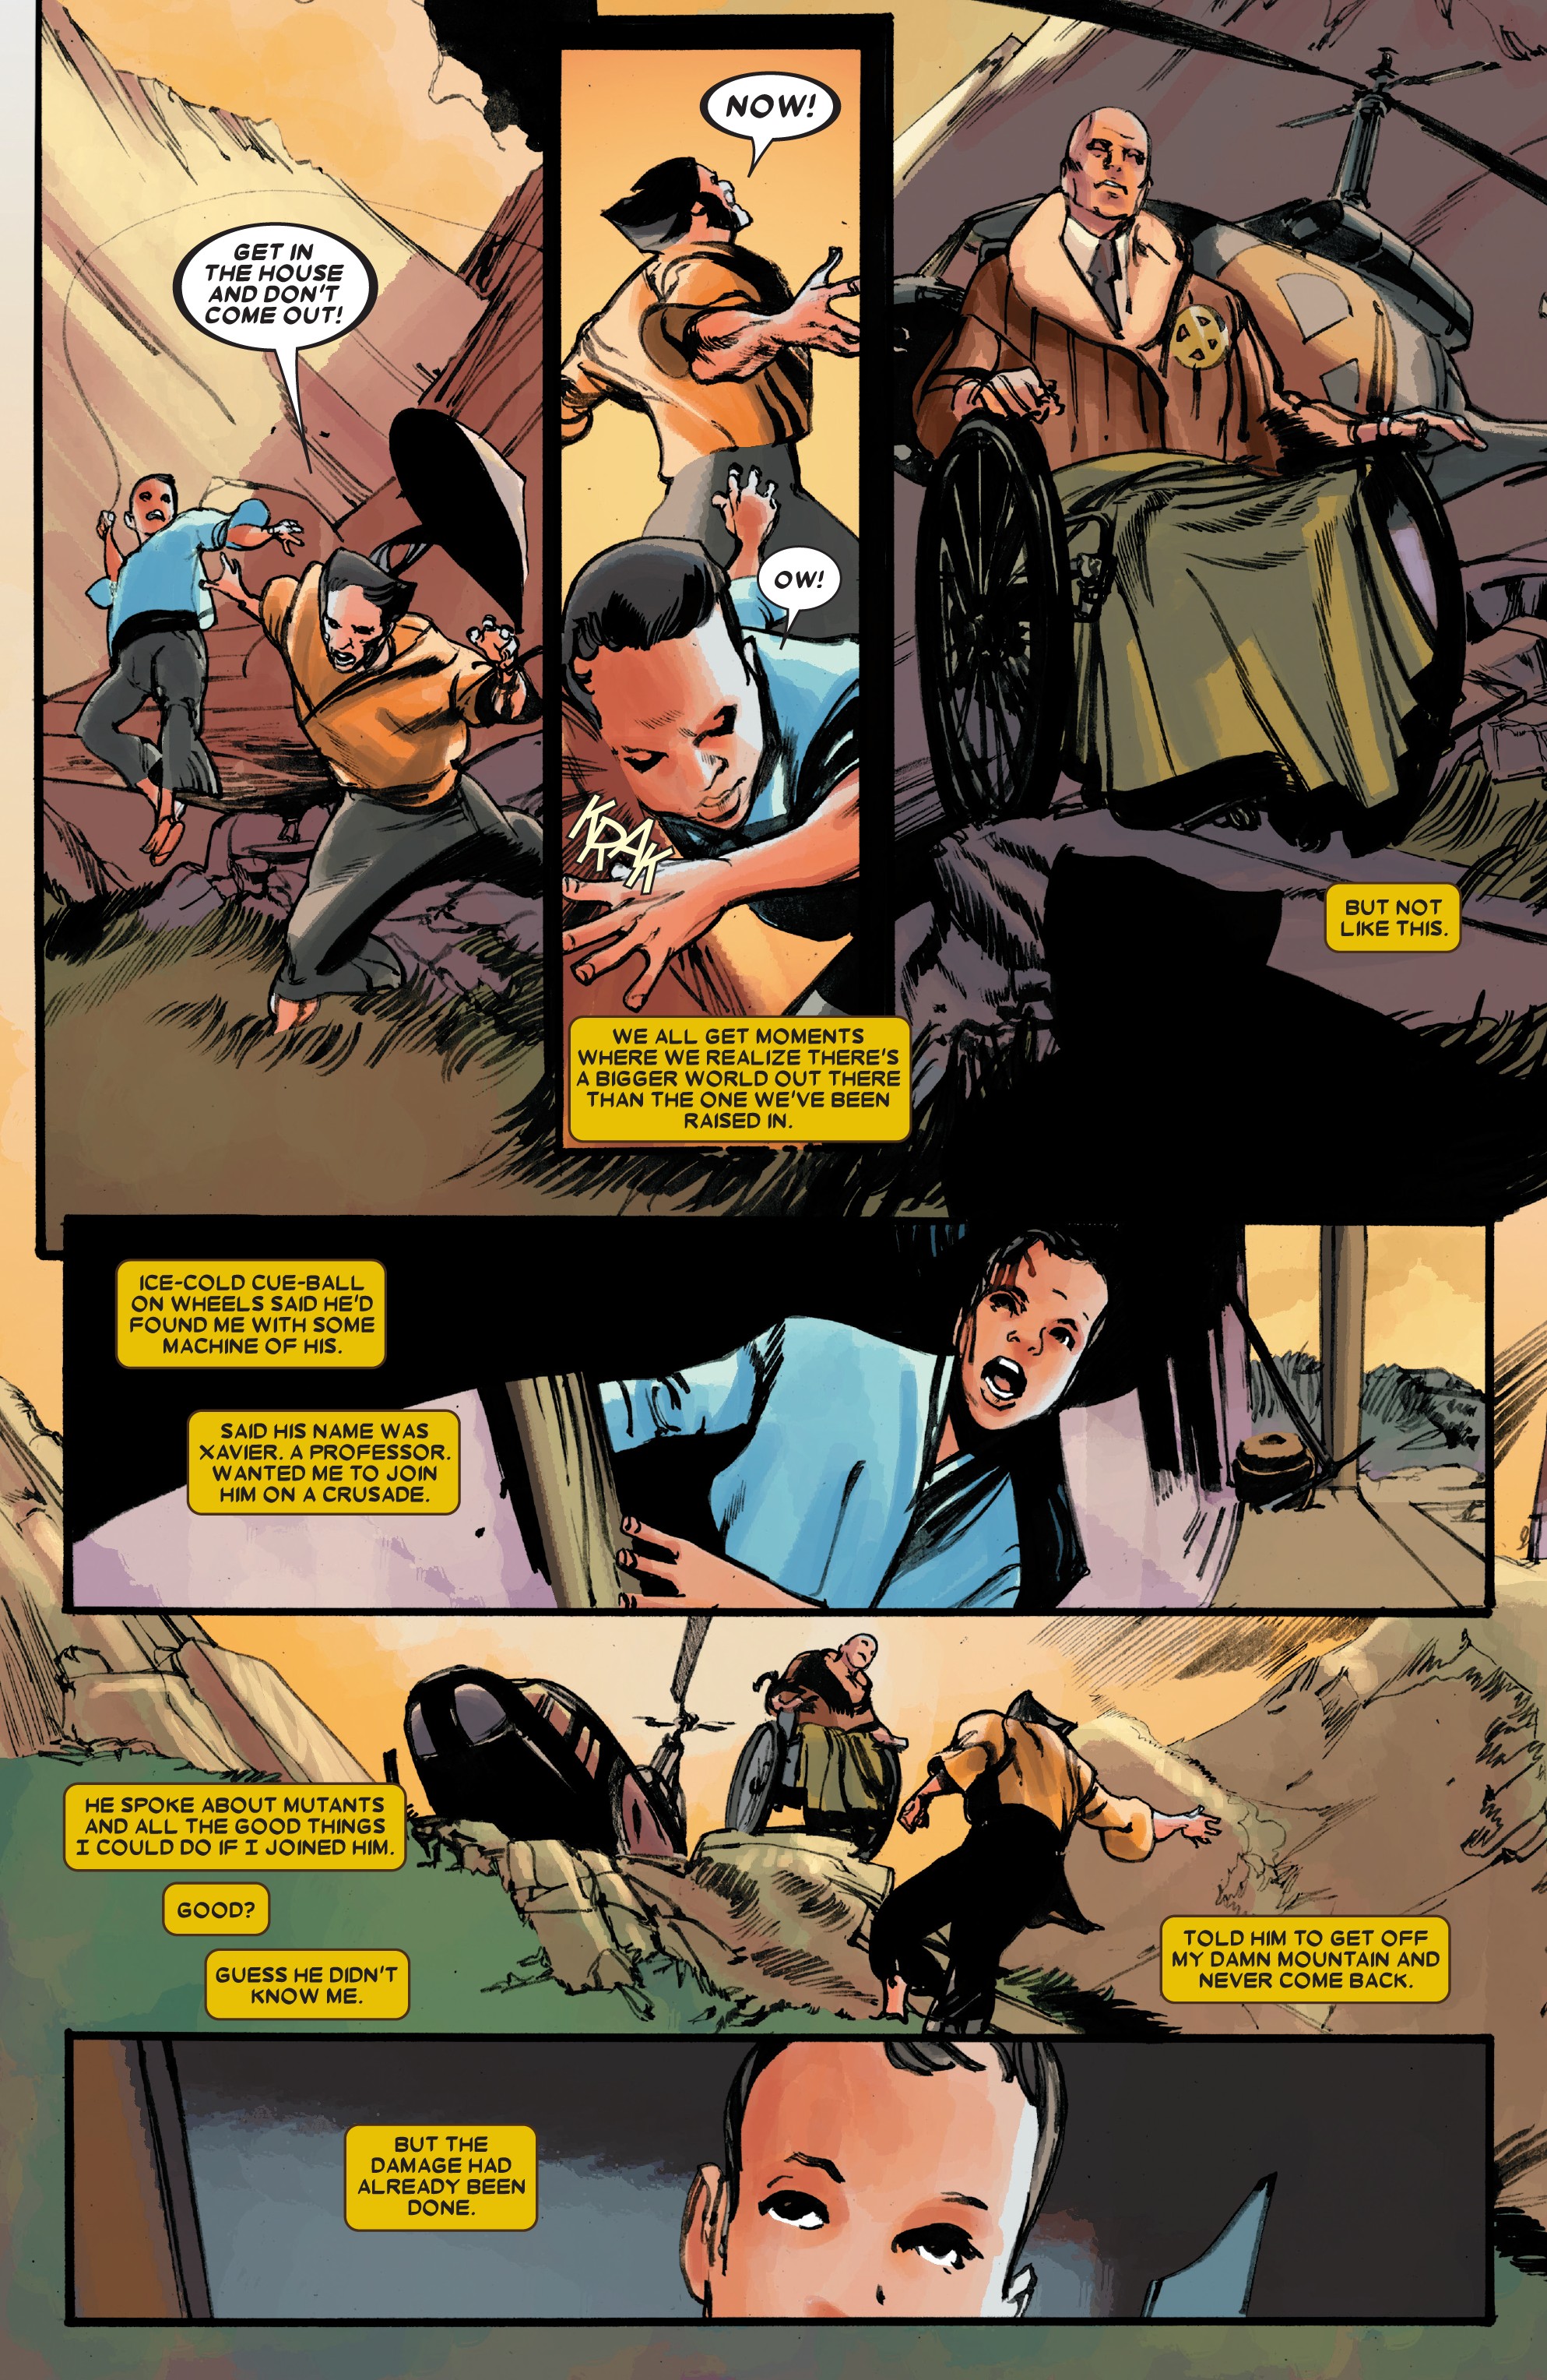 GET IN
THE HOUSE
AND DON'T
COME OUT!
NOW!
OW!
KRAK
WE ALL GET MOMENTS
WHERE WE REALIZE THERE'S
A BIGGER WORLD OUT THERE
THAN THE ONE WE'VE BEEN
RAISED IN.
BUT NOT
LIKE THIS.
ICE-COLD CUE-BALL
ON WHEELS SAID HE'D
FOUND ME WITH SOME
MACHINE OF HIS.
SAID HIS NAME WAS
XAVIER. A PROFESSOR.
WANTED ME TO JOIN
HIM ON A CRUSADE.
HE SPOKE ABOUT MUTANTS
AND ALL THE GOOD THINGS
I COULD DO IF I JOINED HIM.
GOOD?
GUESS HE DIDN'T
KNOW ME.
TOLD HIM TO GET OFF
MY DAMN MOUNTAIN AND
NEVER COME BACK.
BUT THE
DAMAGE HAD
ALREADY BEEN
DONE.